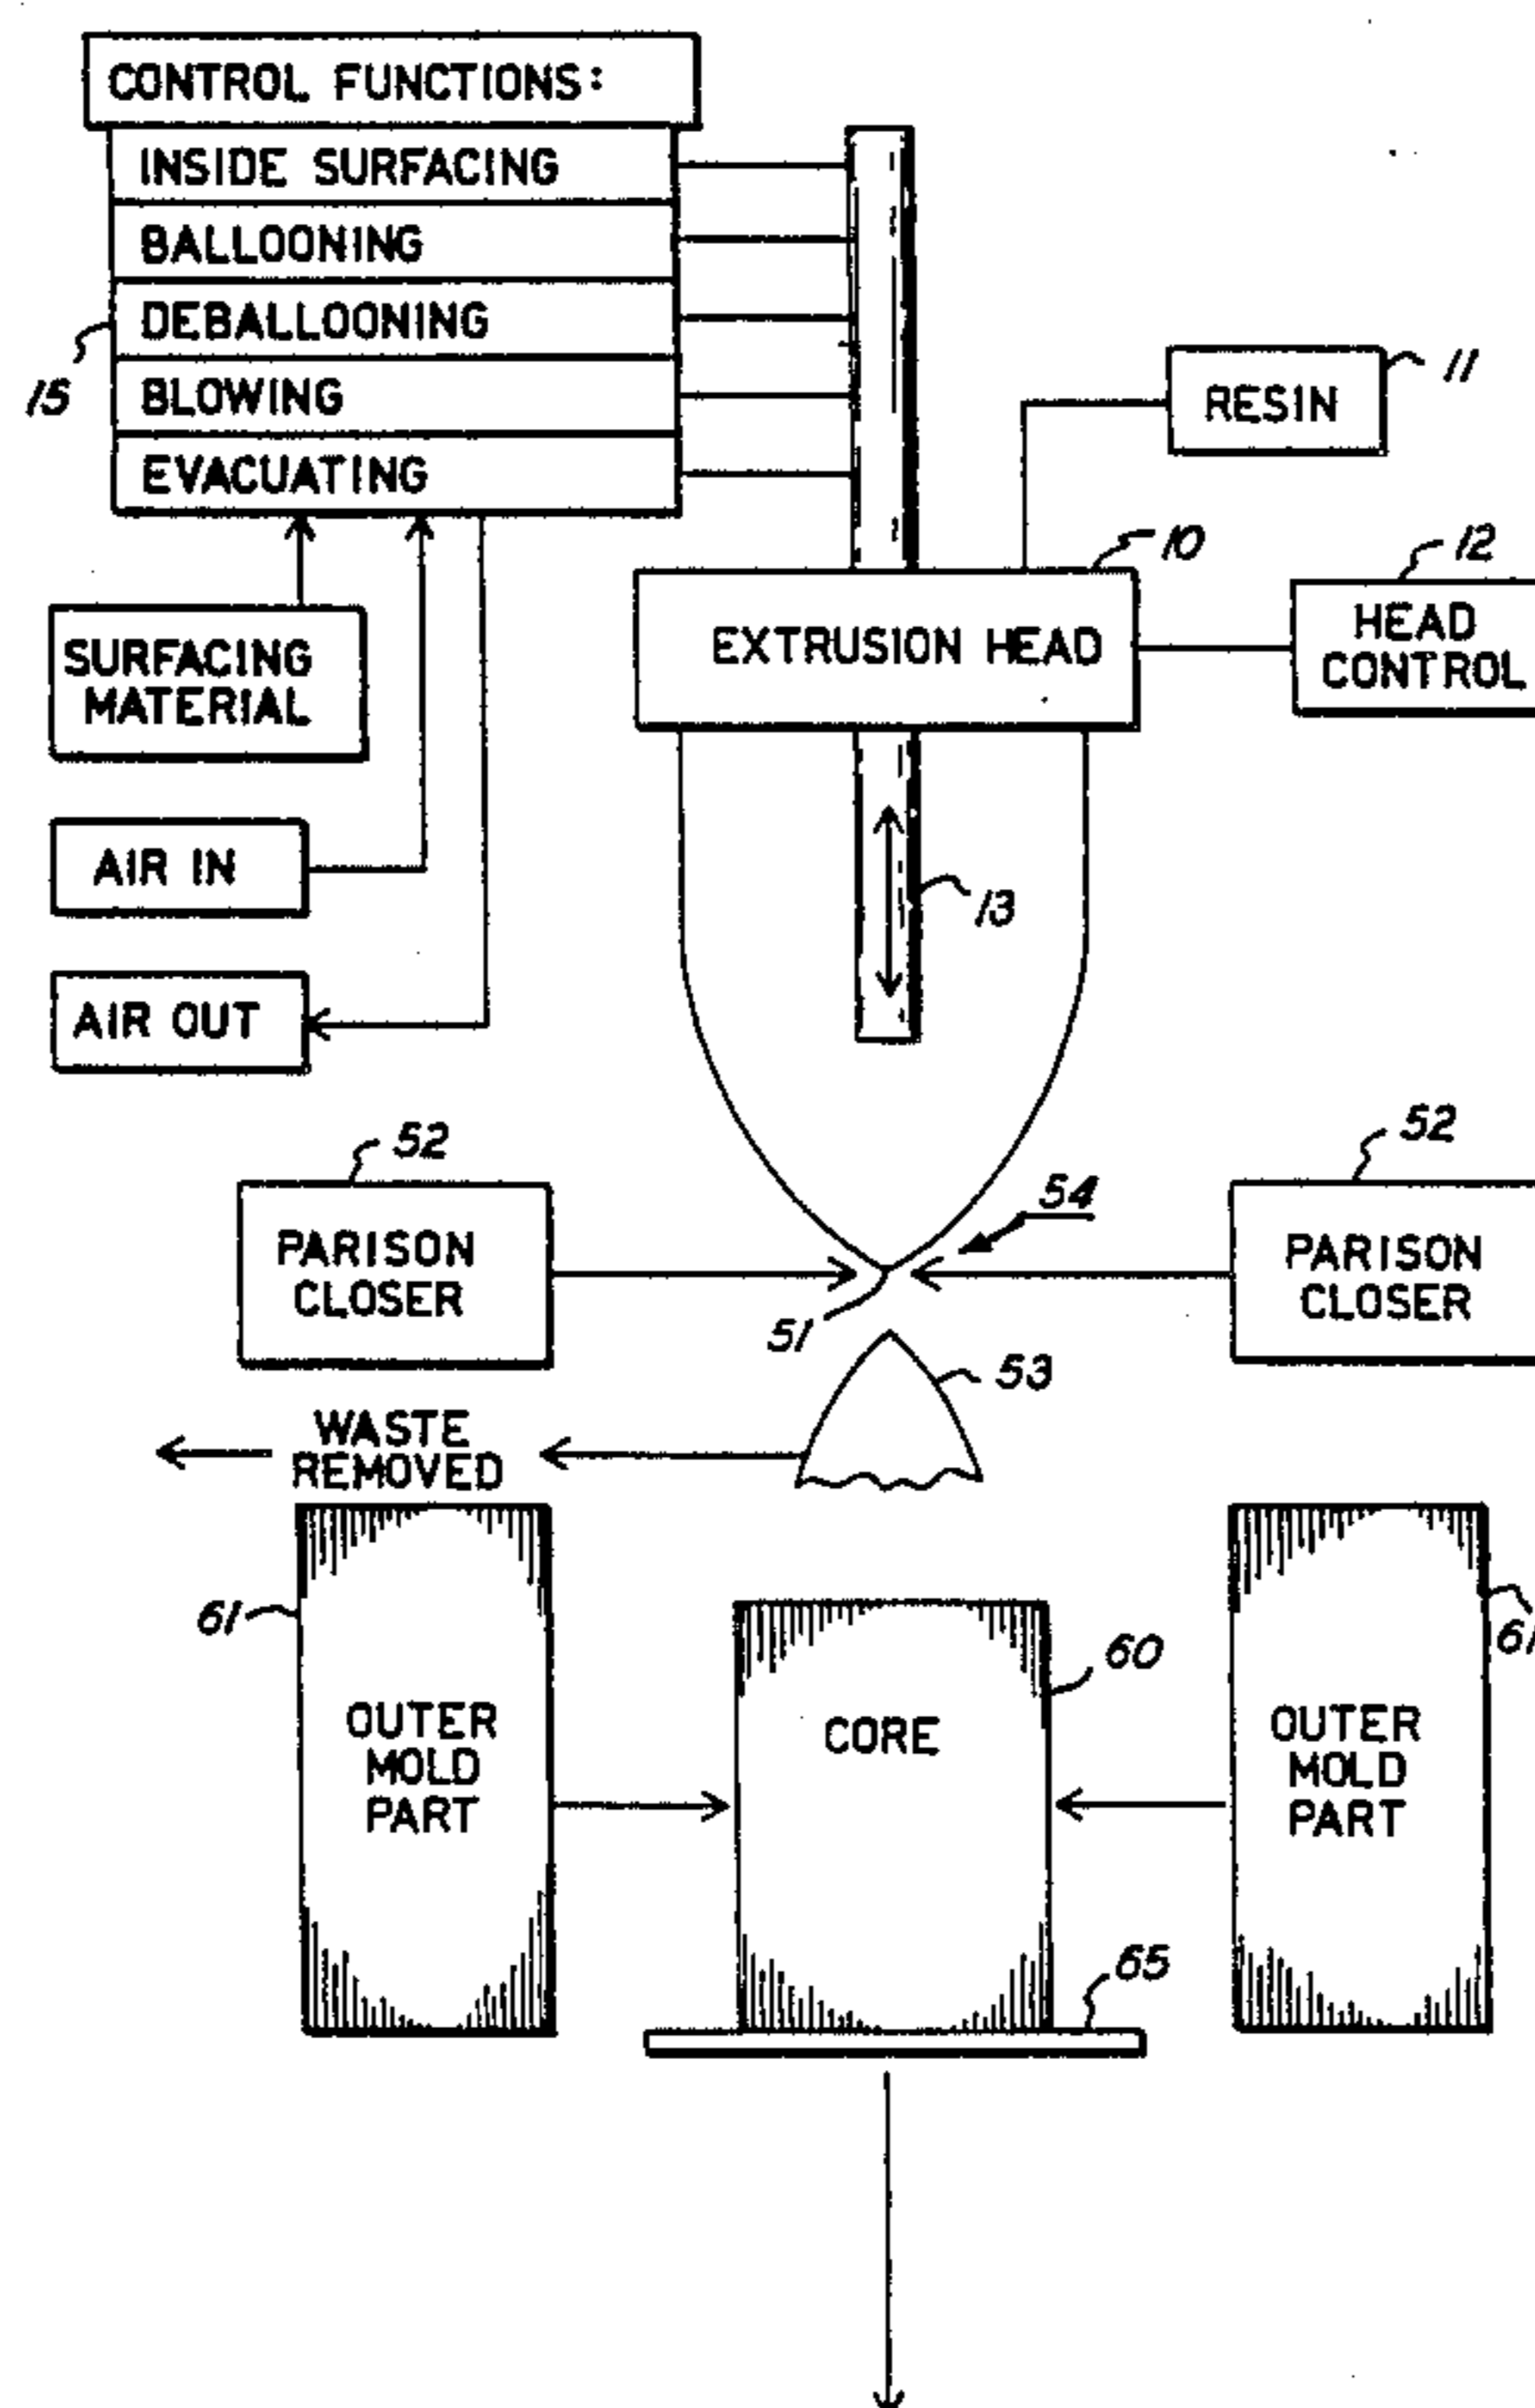 CONTROL FUNCTIONS:
INSIDE SURFACING
BALLOONING
DEBALLOONING
BLOWING
EVACUATING
15
RESIN
11
10
12
EXTRUSION HEAD
HEAD
CONTROL
SURFACING
MATERIAL
AIR IN
13
AIR OUT
52
52
54
PARISON
CLOSER
PARISON
CLOSER
51
53
WASTE
REMOVED
61
61
60
OUTER
MOLD
PART
CORE
OUTER
MOLD
PART
65